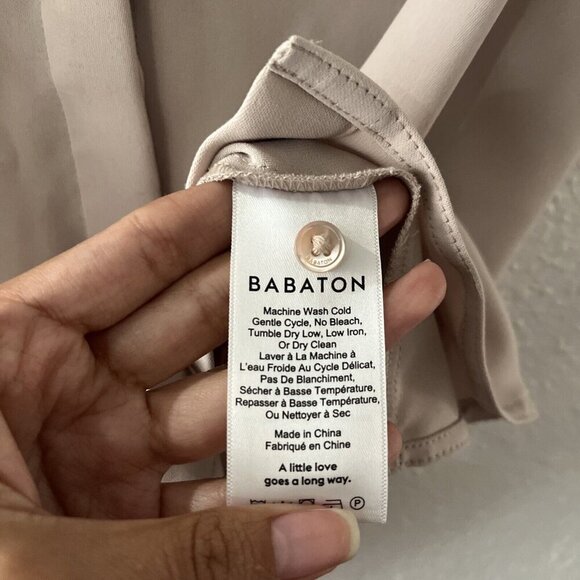 BABATON
BABATON
Machine Wash Cold
Gentle Cycle, No Bleach,
Tumble Dry Low, Low Iron,
Or Dry Clean
Laver à La Machine à
L'eau Froide Au Cycle Délicat,
Pas De Blanchiment,
Sécher à Basse Température,
Repasser à Basse Température,
Ou Nettoyer à Sec
Made in China
Fabriqué en Chine
A little love
goes a long way.
P